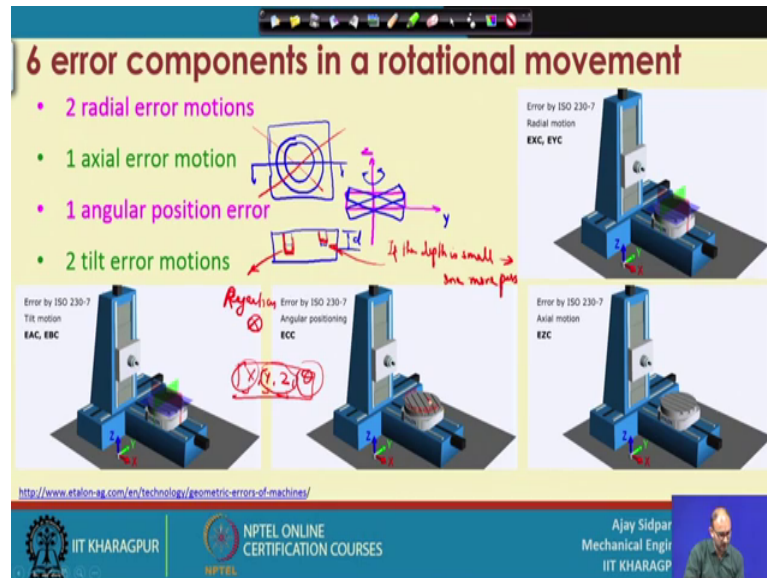 6 error components in a rotational movement
• 2 radial error motions
• 1 axial error motion
• 1 angular position error
• 2 tilt error motions
Z
Y
d
If the depth is small →
one more pass
Rejection
Error by ISO 230-7
Radial motion
EXC, EYC
Z
Y
X
Error by ISO 230-7
Tilt motion
EAC, EBC
Z
Y
X
Error by ISO 230-7
Angular positioning
ECC
Z
Y
X
Error by ISO 230-7
Axial motion
EZC
Z
Y
X
X, Y, Z,
http://www.etalon-ag.com/en/technology/geometric-errors-of-machines/
IIT KHARAGPUR
NPTEL
NPTEL ONLINE
CERTIFICATION COURSES
Ajay Sidpar
Mechanical Engi
IIT KHARAGP